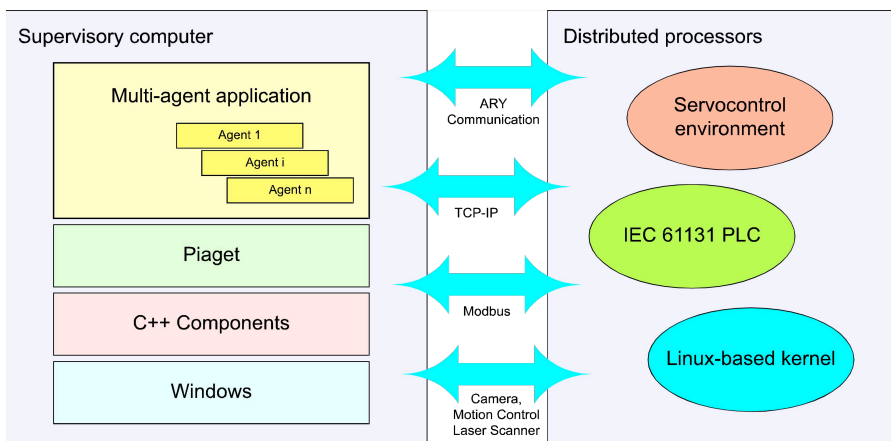 Supervisory computer
Multi-agent application
Agent 1
Agent i
Agent n
Piaget
C++ Components
Windows
ARY
Communication
TCP-IP
Modbus
Camera,
Motion Control
Laser Scanner
Distributed processors
Servocontrol
environment
IEC 61131 PLC
Linux-based kernel